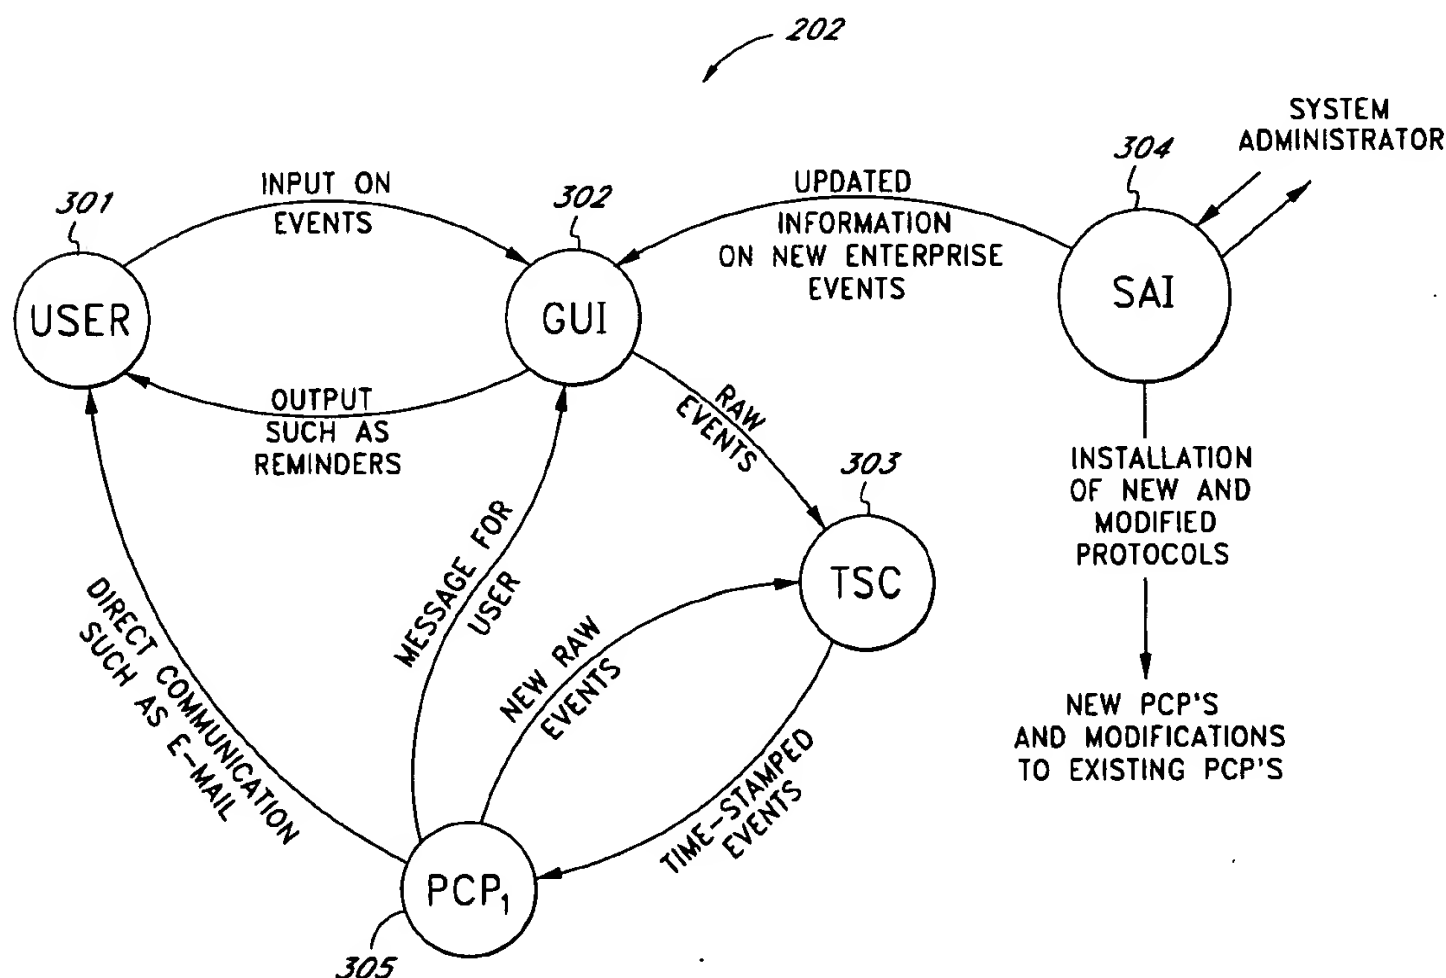 202
SYSTEM
ADMINISTRATOR
304
301
INPUT ON
EVENTS
302
UPDATED
INFORMATION
ON NEW ENTERPRISE
EVENTS
USER
GUI
SAI
OUTPUT
SUCH AS
REMINDERS
RAW
EVENTS
303
INSTALLATION
OF NEW AND
MODIFIED
PROTOCOLS
MESSAGE FOR
USER
TSC
DIRECT COMMUNICATION
SUCH AS E-MAIL
NEW RAW
EVENTS
NEW PCP'S
AND MODIFICATIONS
TO EXISTING PCP'S
TIME-STAMPED
EVENTS
PCP1
305